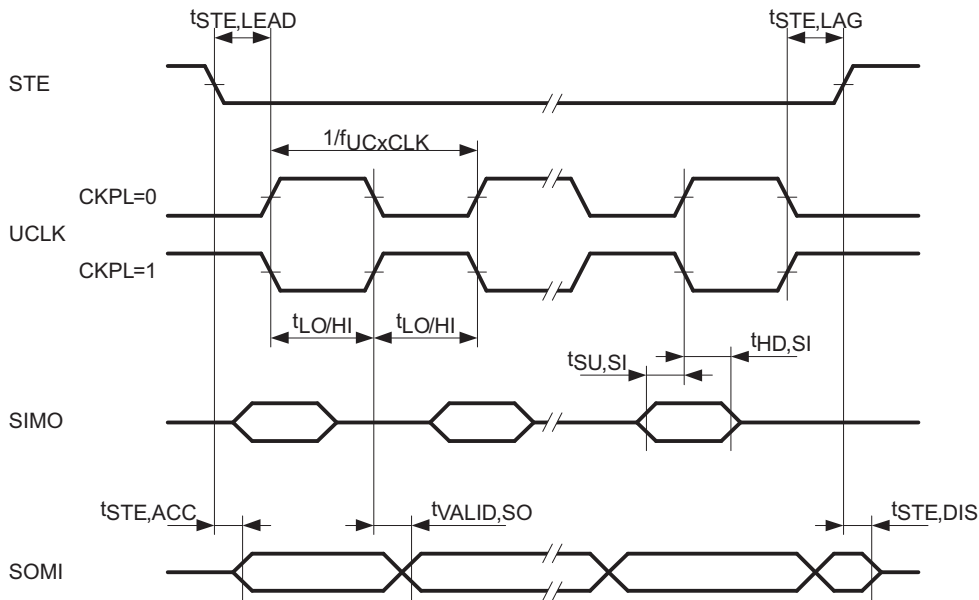 tSTE,LEAD
tSTE,LAG
STE
1/fUCxCLK
CKPL=0
UCLK
CKPL=1
tLO/HI
tLO/HI
tHD,SI
tSU,SI
SIMO
tSTE,ACC
tVALID,SO
tSTE,DIS
SOMI